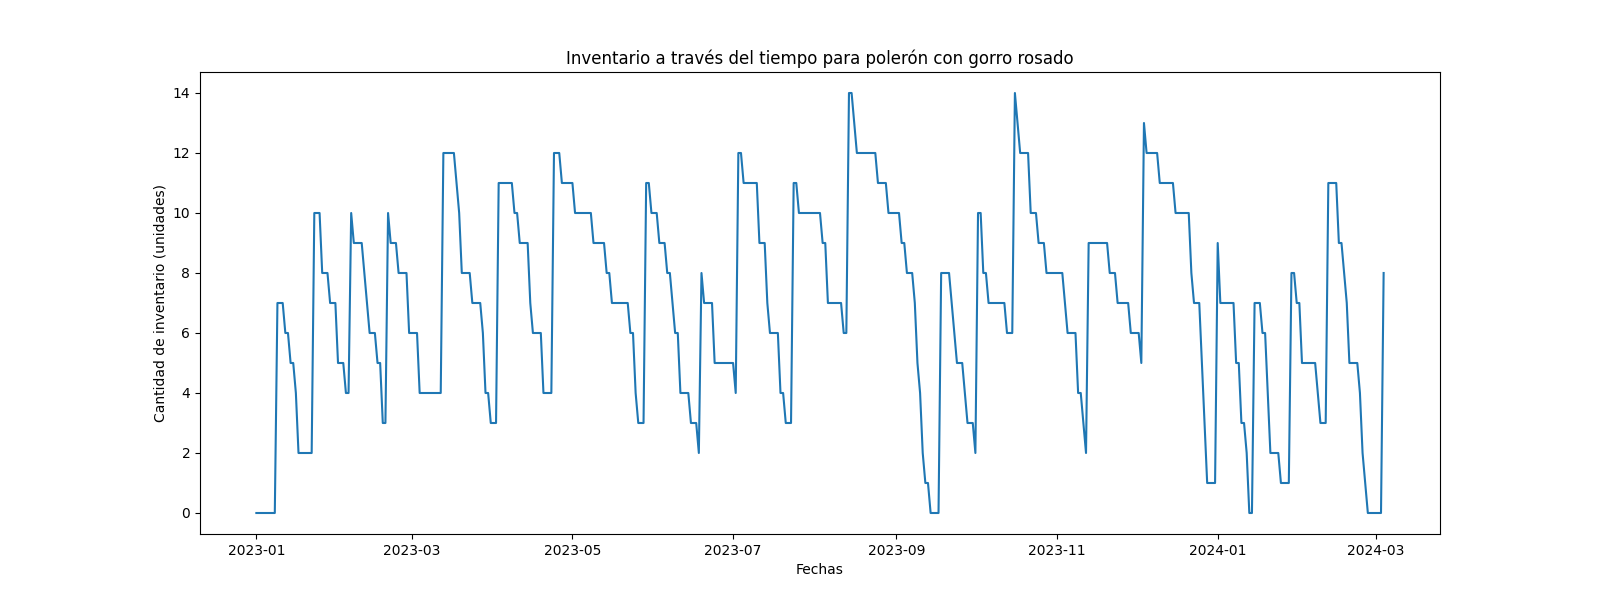 Inventario a través del tiempo para polerón con gorro rosado
Cantidad de inventario (unidades)
14
12
10
8
6
4
2
0
2023-01 2023-03 2023-05 2023-07 2023-09 2023-11 2024-01 2024-03
Fechas